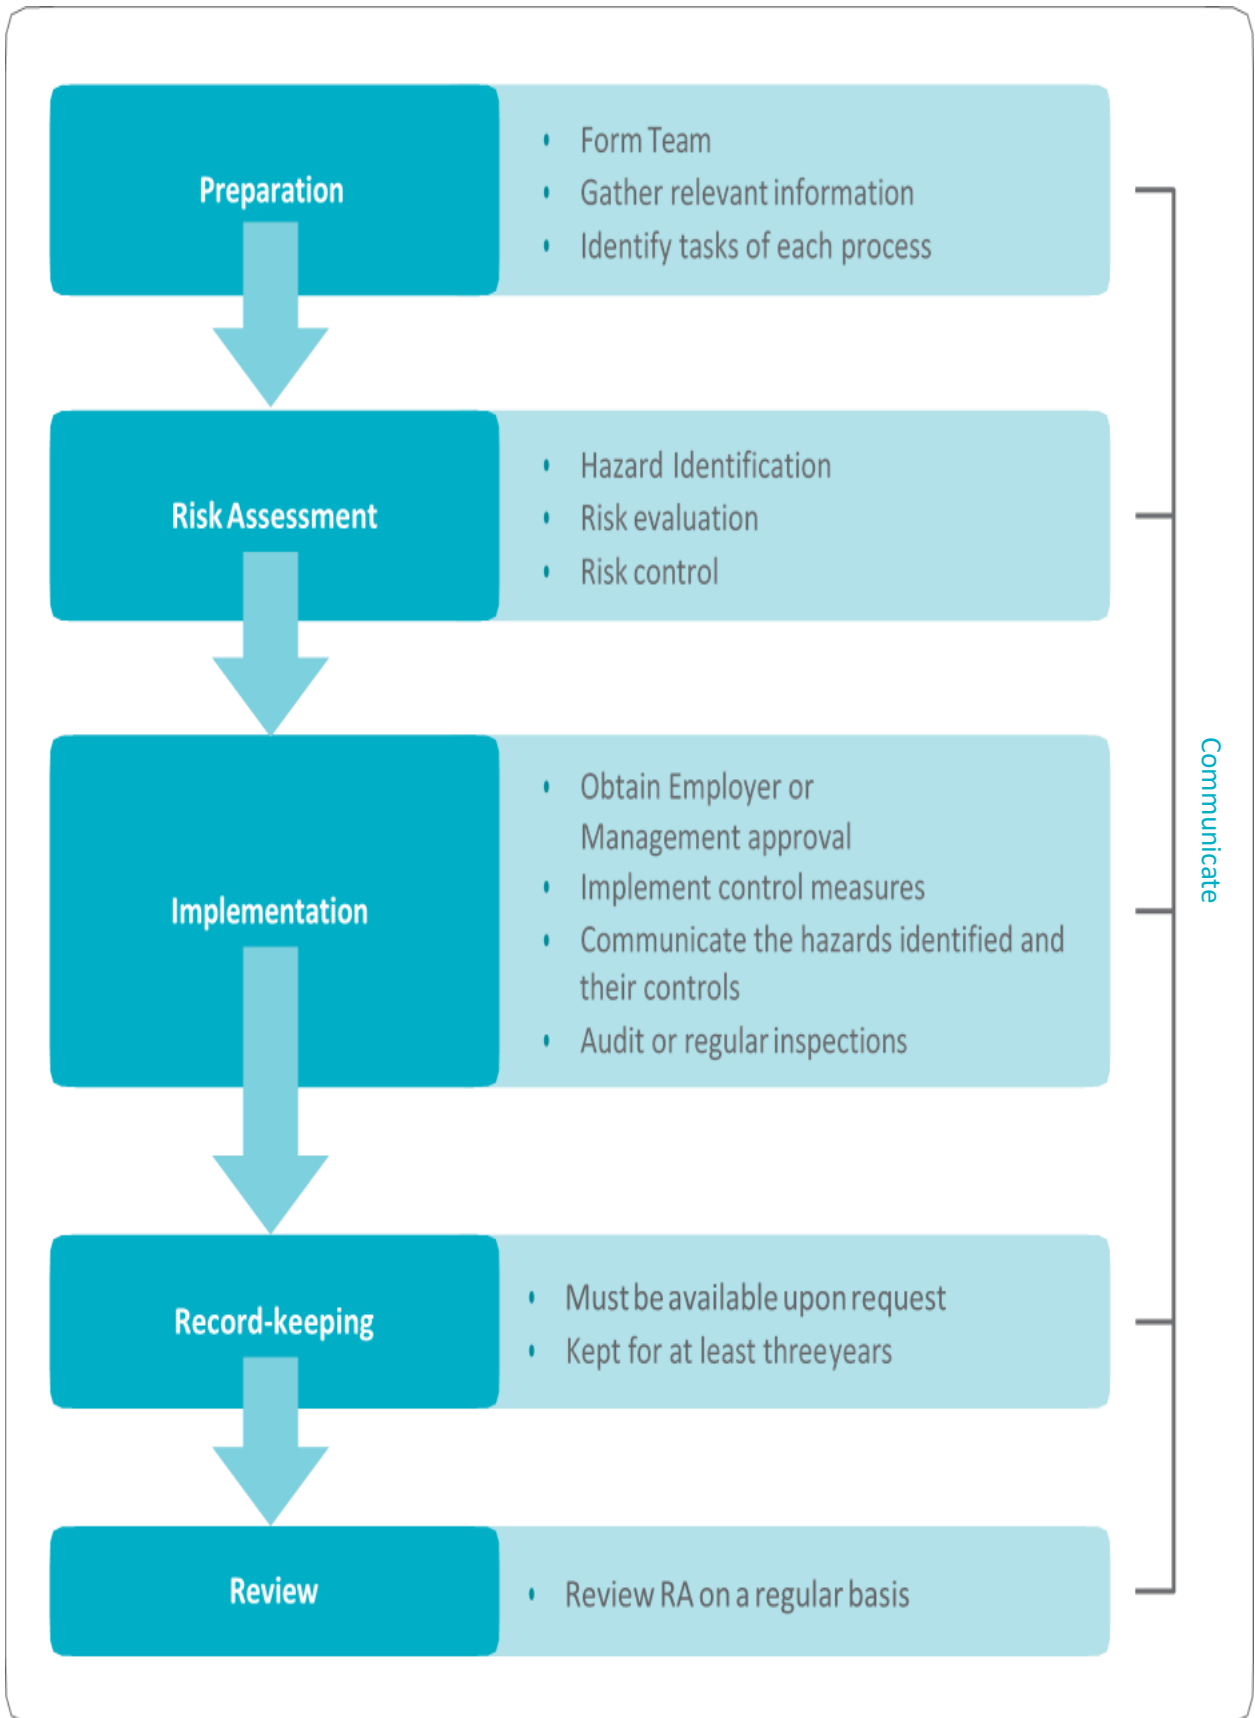 Preparation
• Form Team
• Gather relevant information
• Identify tasks of each process
Risk Assessment
• Hazard Identification
• Risk evaluation
• Risk control
Implementation
• Obtain Employer or
Management approval
• Implement control measures
• Communicate the hazards identified and
their controls
• Audit or regular inspections
Record-keeping
• Must be available upon request
• Kept for at least threeyears
Review
• Review RA on a regular basis
Communicate